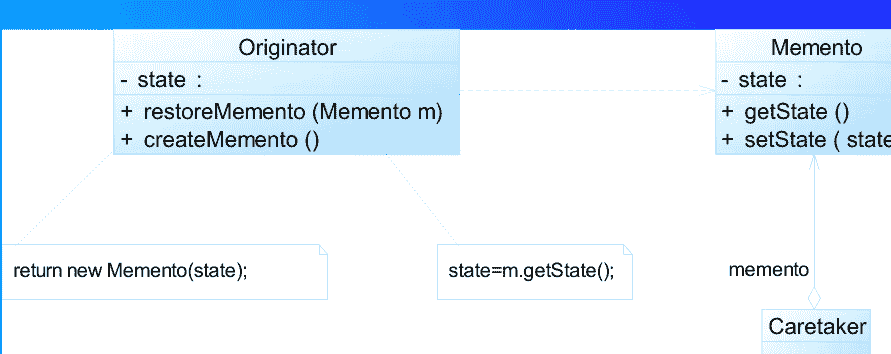 Originator
- state :
+ restoreMemento (Memento m)
+ createMemento ()
Memento
- state :
+ getState ()
+ setState ( state
return new Memento(state);
state=m.getState();
memento
Caretaker